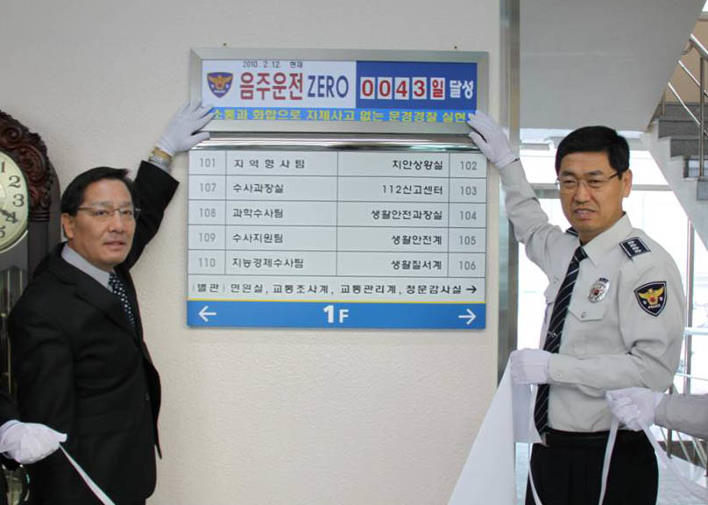 2010. 2.12. 현재
음주운전 ZERO 0043일 달성
소통과 화합으로 자체사고 없는 문경경찰 실현
101 지역형사팀 치안상황실 102
107 수사과장실 112신고센터 103
108 과학수사팀 생활안전과장실 104
109 수사지원팀 생활안전계 105
110 지능경제수사팀 생활질서계 106
(별관) 민원실, 교통조사계, 교통관리계, 청문감사실 →
← 1F →